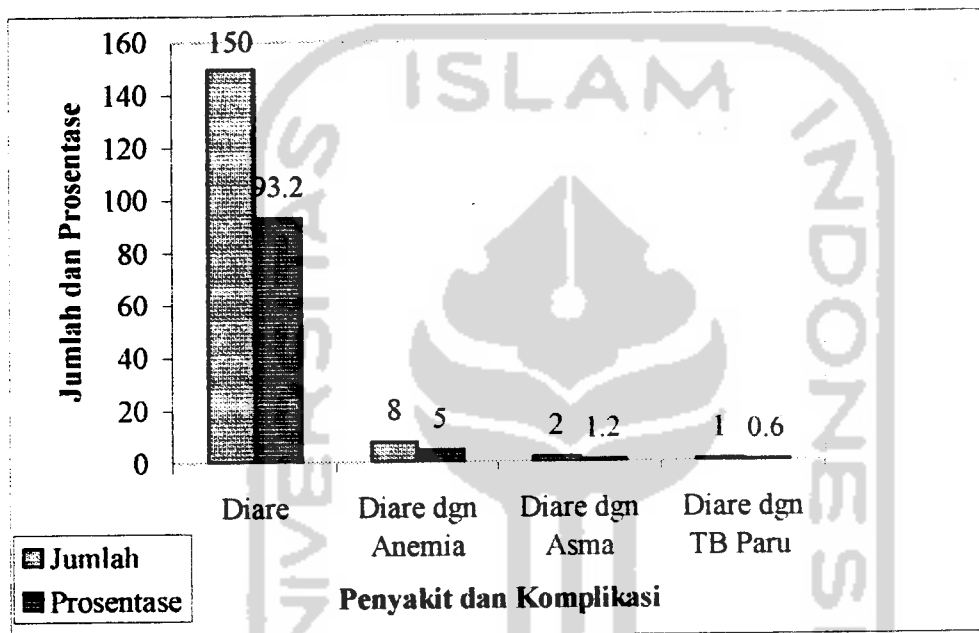 ISLAM
UNIVERSITAS
INDONESI
Jumlah dan Prosentase
160
140
120
100
80
60
40
20
0
150
93.2
8
5
2
1.2
1
0.6
Diare
Diare dgn
Anemia
Diare dgn
Asma
Diare dgn
TB Paru
Jumlah
Prosentase
Penyakit dan Komplikasi